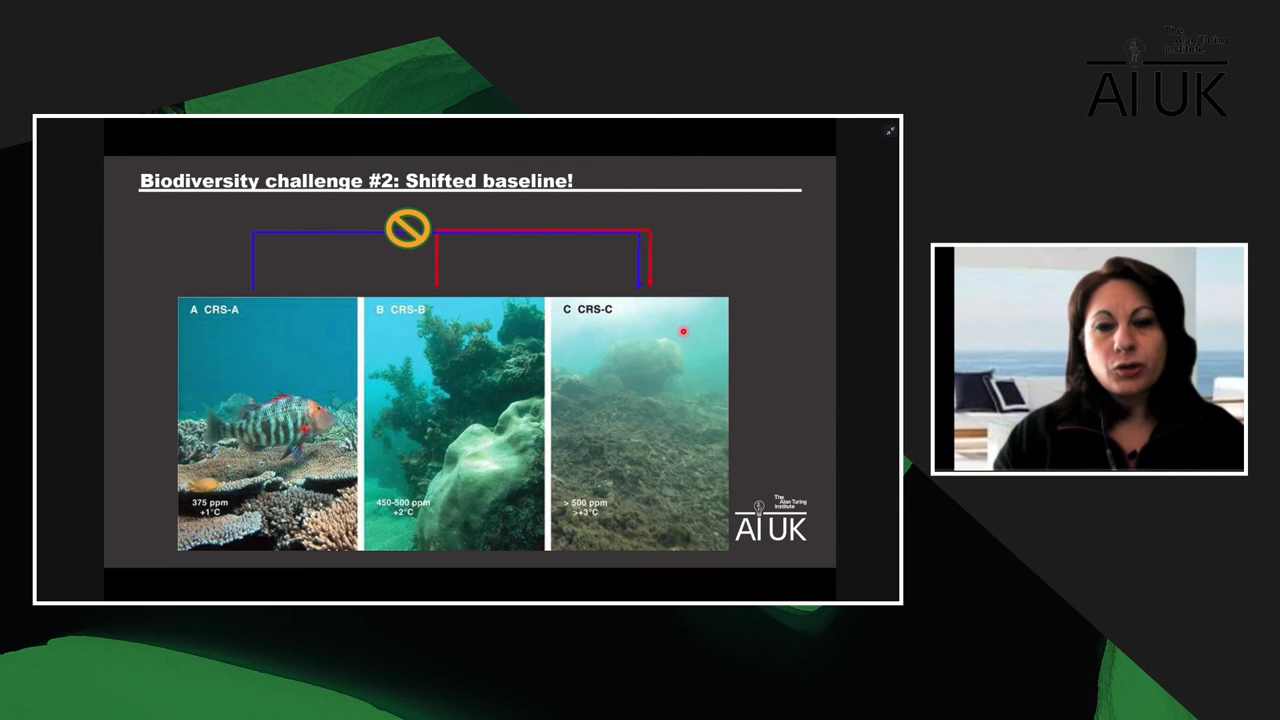 The
Alan Turing
Institute
AI UK
Biodiversity challenge #2: Shifted baseline!
A CRS-A
B CRS-B
C CRS-C
375 ppm
+1°C
450-500 ppm
+2°C
> 500 ppm
>+3°C
The
Alan Turing
Institute
AI UK